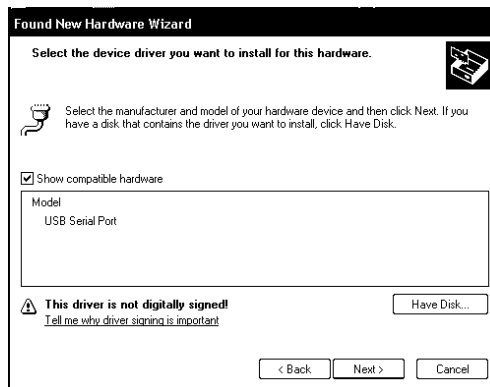 Found New Hardware Wizard
Select the device driver you want to install for this hardware.
Select the manufacturer and model of your hardware device and then click Next. If you
have a disk that contains the driver you want to install, click Have Disk.
Show compatible hardware
Model
USB Serial Port
This driver is not digitally signed!
Tell me why driver signing is important
Have Disk...
< Back
Next >
Cancel